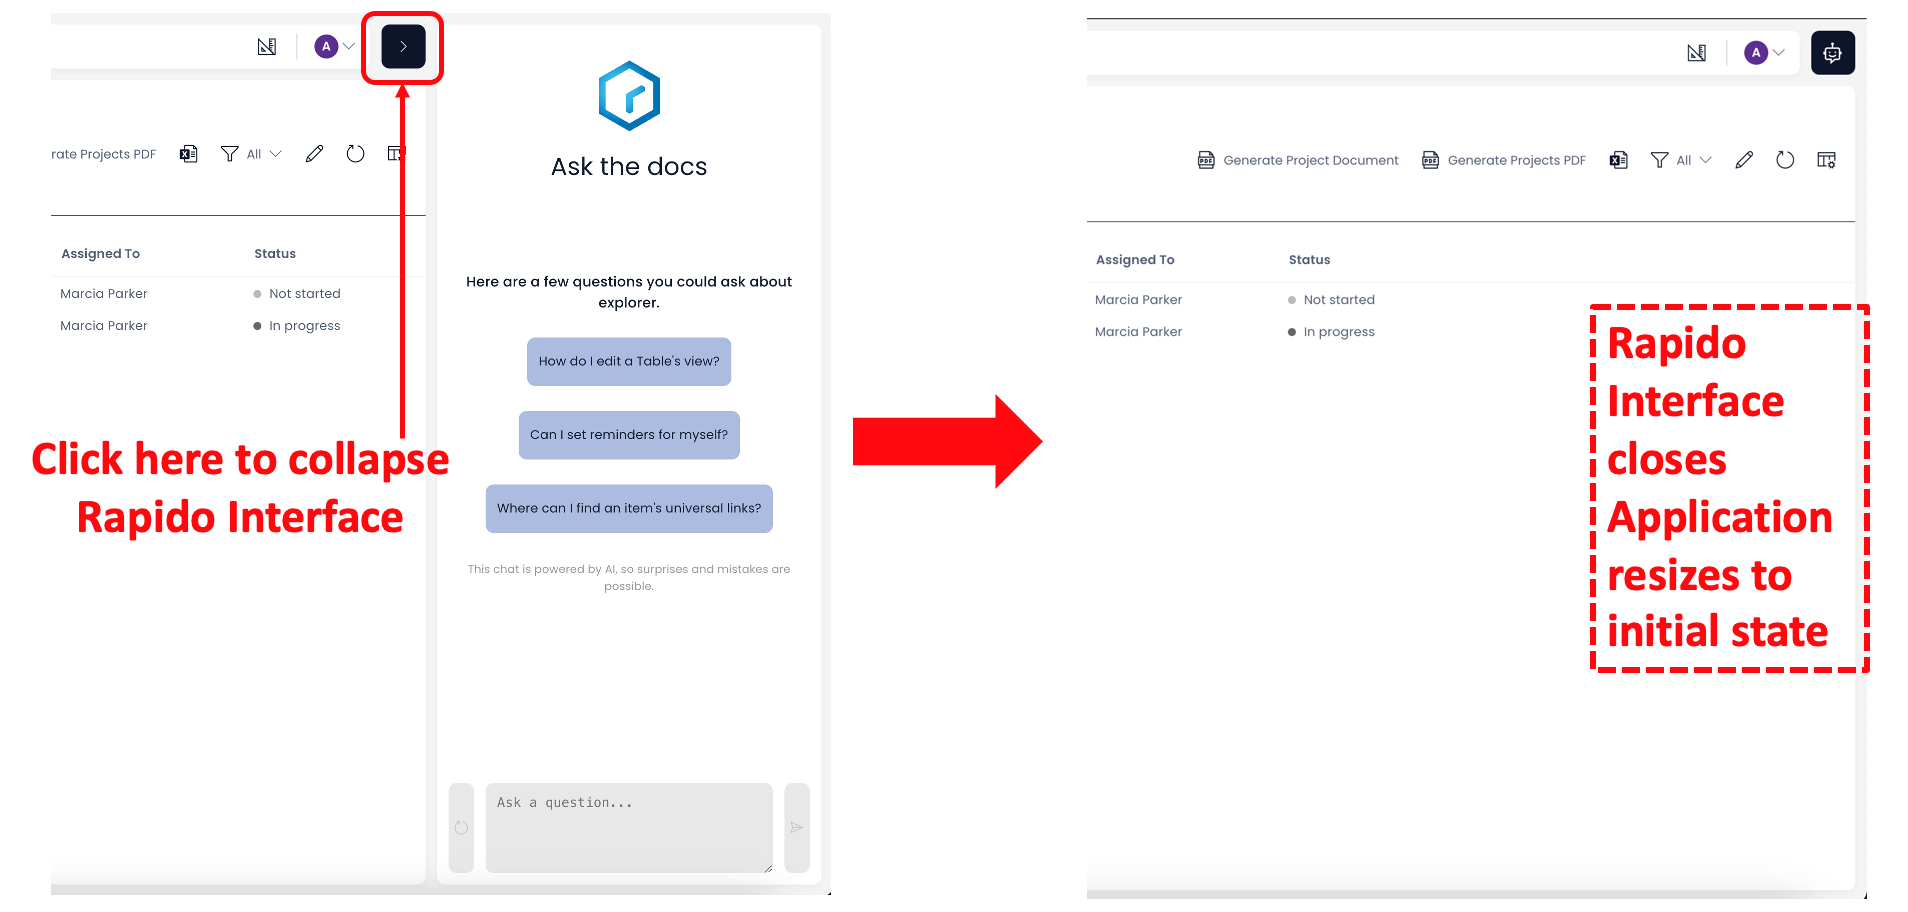 A
rate Projects PDF
All
Assigned To
Status
Marcia Parker
Not started
Marcia Parker
In progress
Click here to collapse
Rapido Interface
Ask the docs
Here are a few questions you could ask about
explorer.
How do I edit a Table's view?
Can I set reminders for myself?
Where can I find an item's universal links?
This chat is powered by AI, so surprises and mistakes are
possible.
Ask a question...
A
PDF
Generate Project Document
PDF
Generate Projects PDF
All
Assigned To
Status
Marcia Parker
Not started
Marcia Parker
In progress
Rapido
Interface
closes
Application
resizes to
initial state